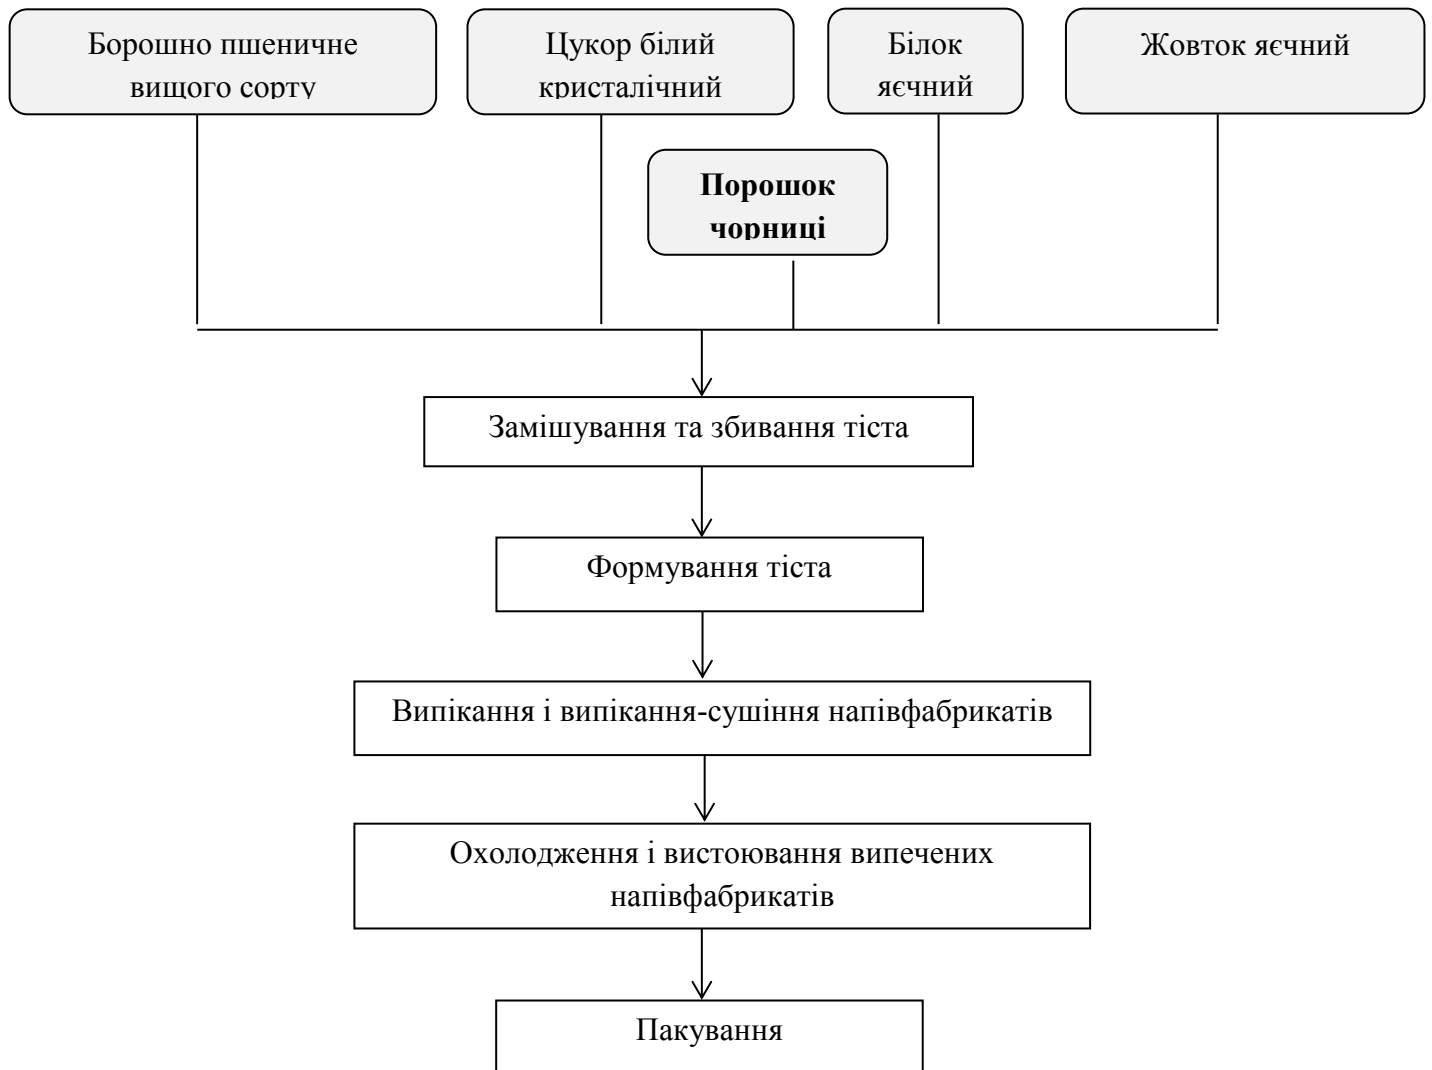 Борошно пшеничне
вищого сорту
Цукор білий
кристалічний
Білок
яєчний
Жовток яєчний
Порошок
чорниці
Замішування та збивання тіста
Формування тіста
Випікання і випікання-сушіння напівфабрикатів
Охолодження і вистоювання випечених
напівфабрикатів
Пакування